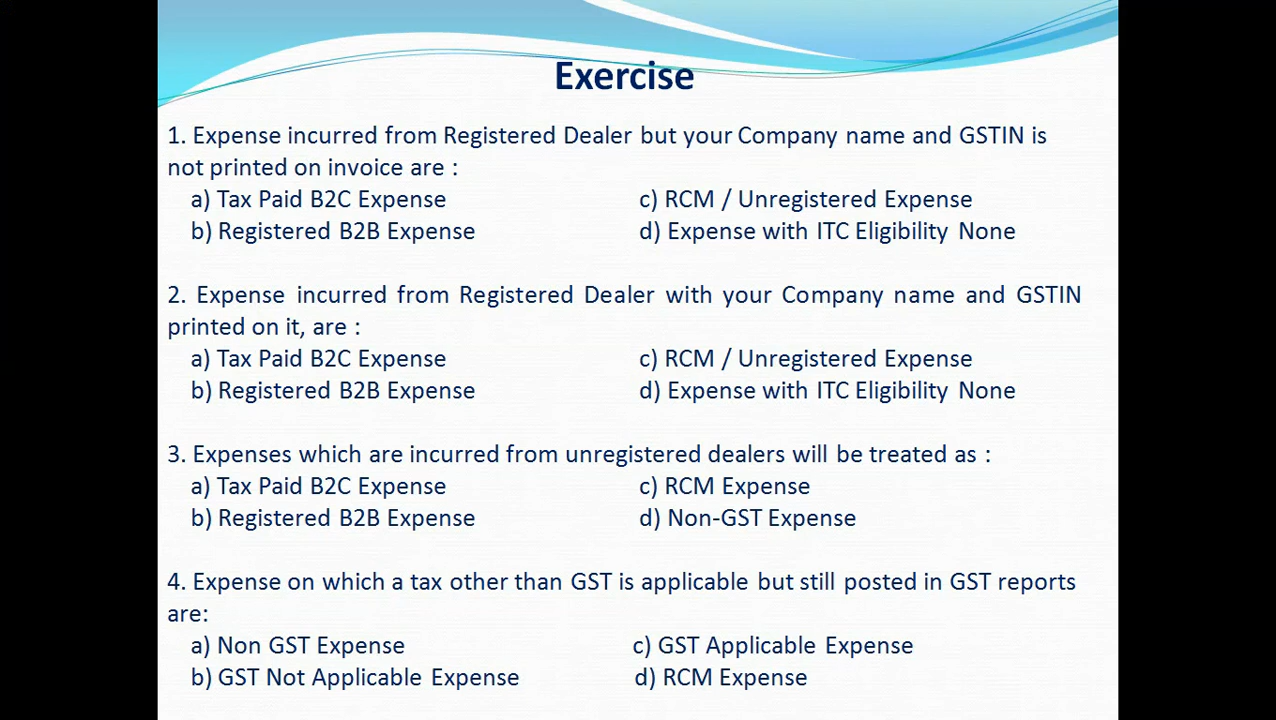 Exercise
1. Expense incurred from Registered Dealer but your Company name and GSTIN is
not printed on invoice are :
a) Tax Paid B2C Expense c) RCM / Unregistered Expense
b) Registered B2B Expense d) Expense with ITC Eligibility None
2. Expense incurred from Registered Dealer with your Company name and GSTIN
printed on it, are :
a) Tax Paid B2C Expense c) RCM / Unregistered Expense
b) Registered B2B Expense d) Expense with ITC Eligibility None
3. Expenses which are incurred from unregistered dealers will be treated as :
a) Tax Paid B2C Expense c) RCM Expense
b) Registered B2B Expense d) Non-GST Expense
4. Expense on which a tax other than GST is applicable but still posted in GST reports
are:
a) Non GST Expense c) GST Applicable Expense
b) GST Not Applicable Expense d) RCM Expense